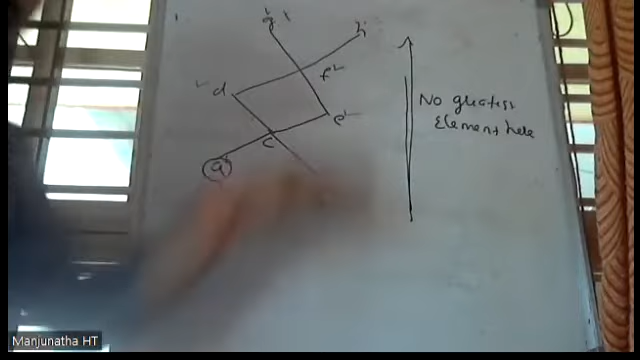 g
h
d
f
e
c
a
No greatest
Element here
Manjunatha HT